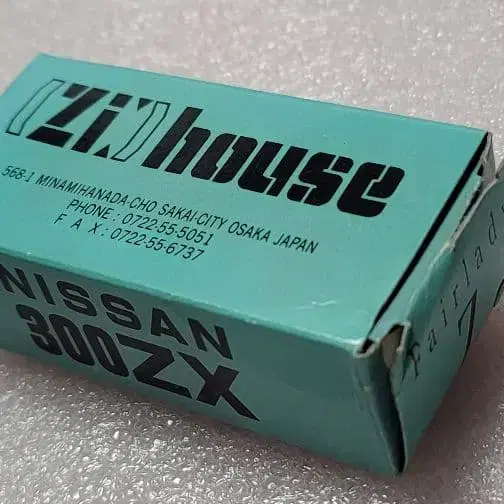 (Zi) house
568-1 MINAMIHANADA-CHO SAKAI-CITY OSAKA JAPAN
PHONE : 0722-55-5051
F A X : 0722-55-6737
NISSAN
300ZX
Fairlady
Z